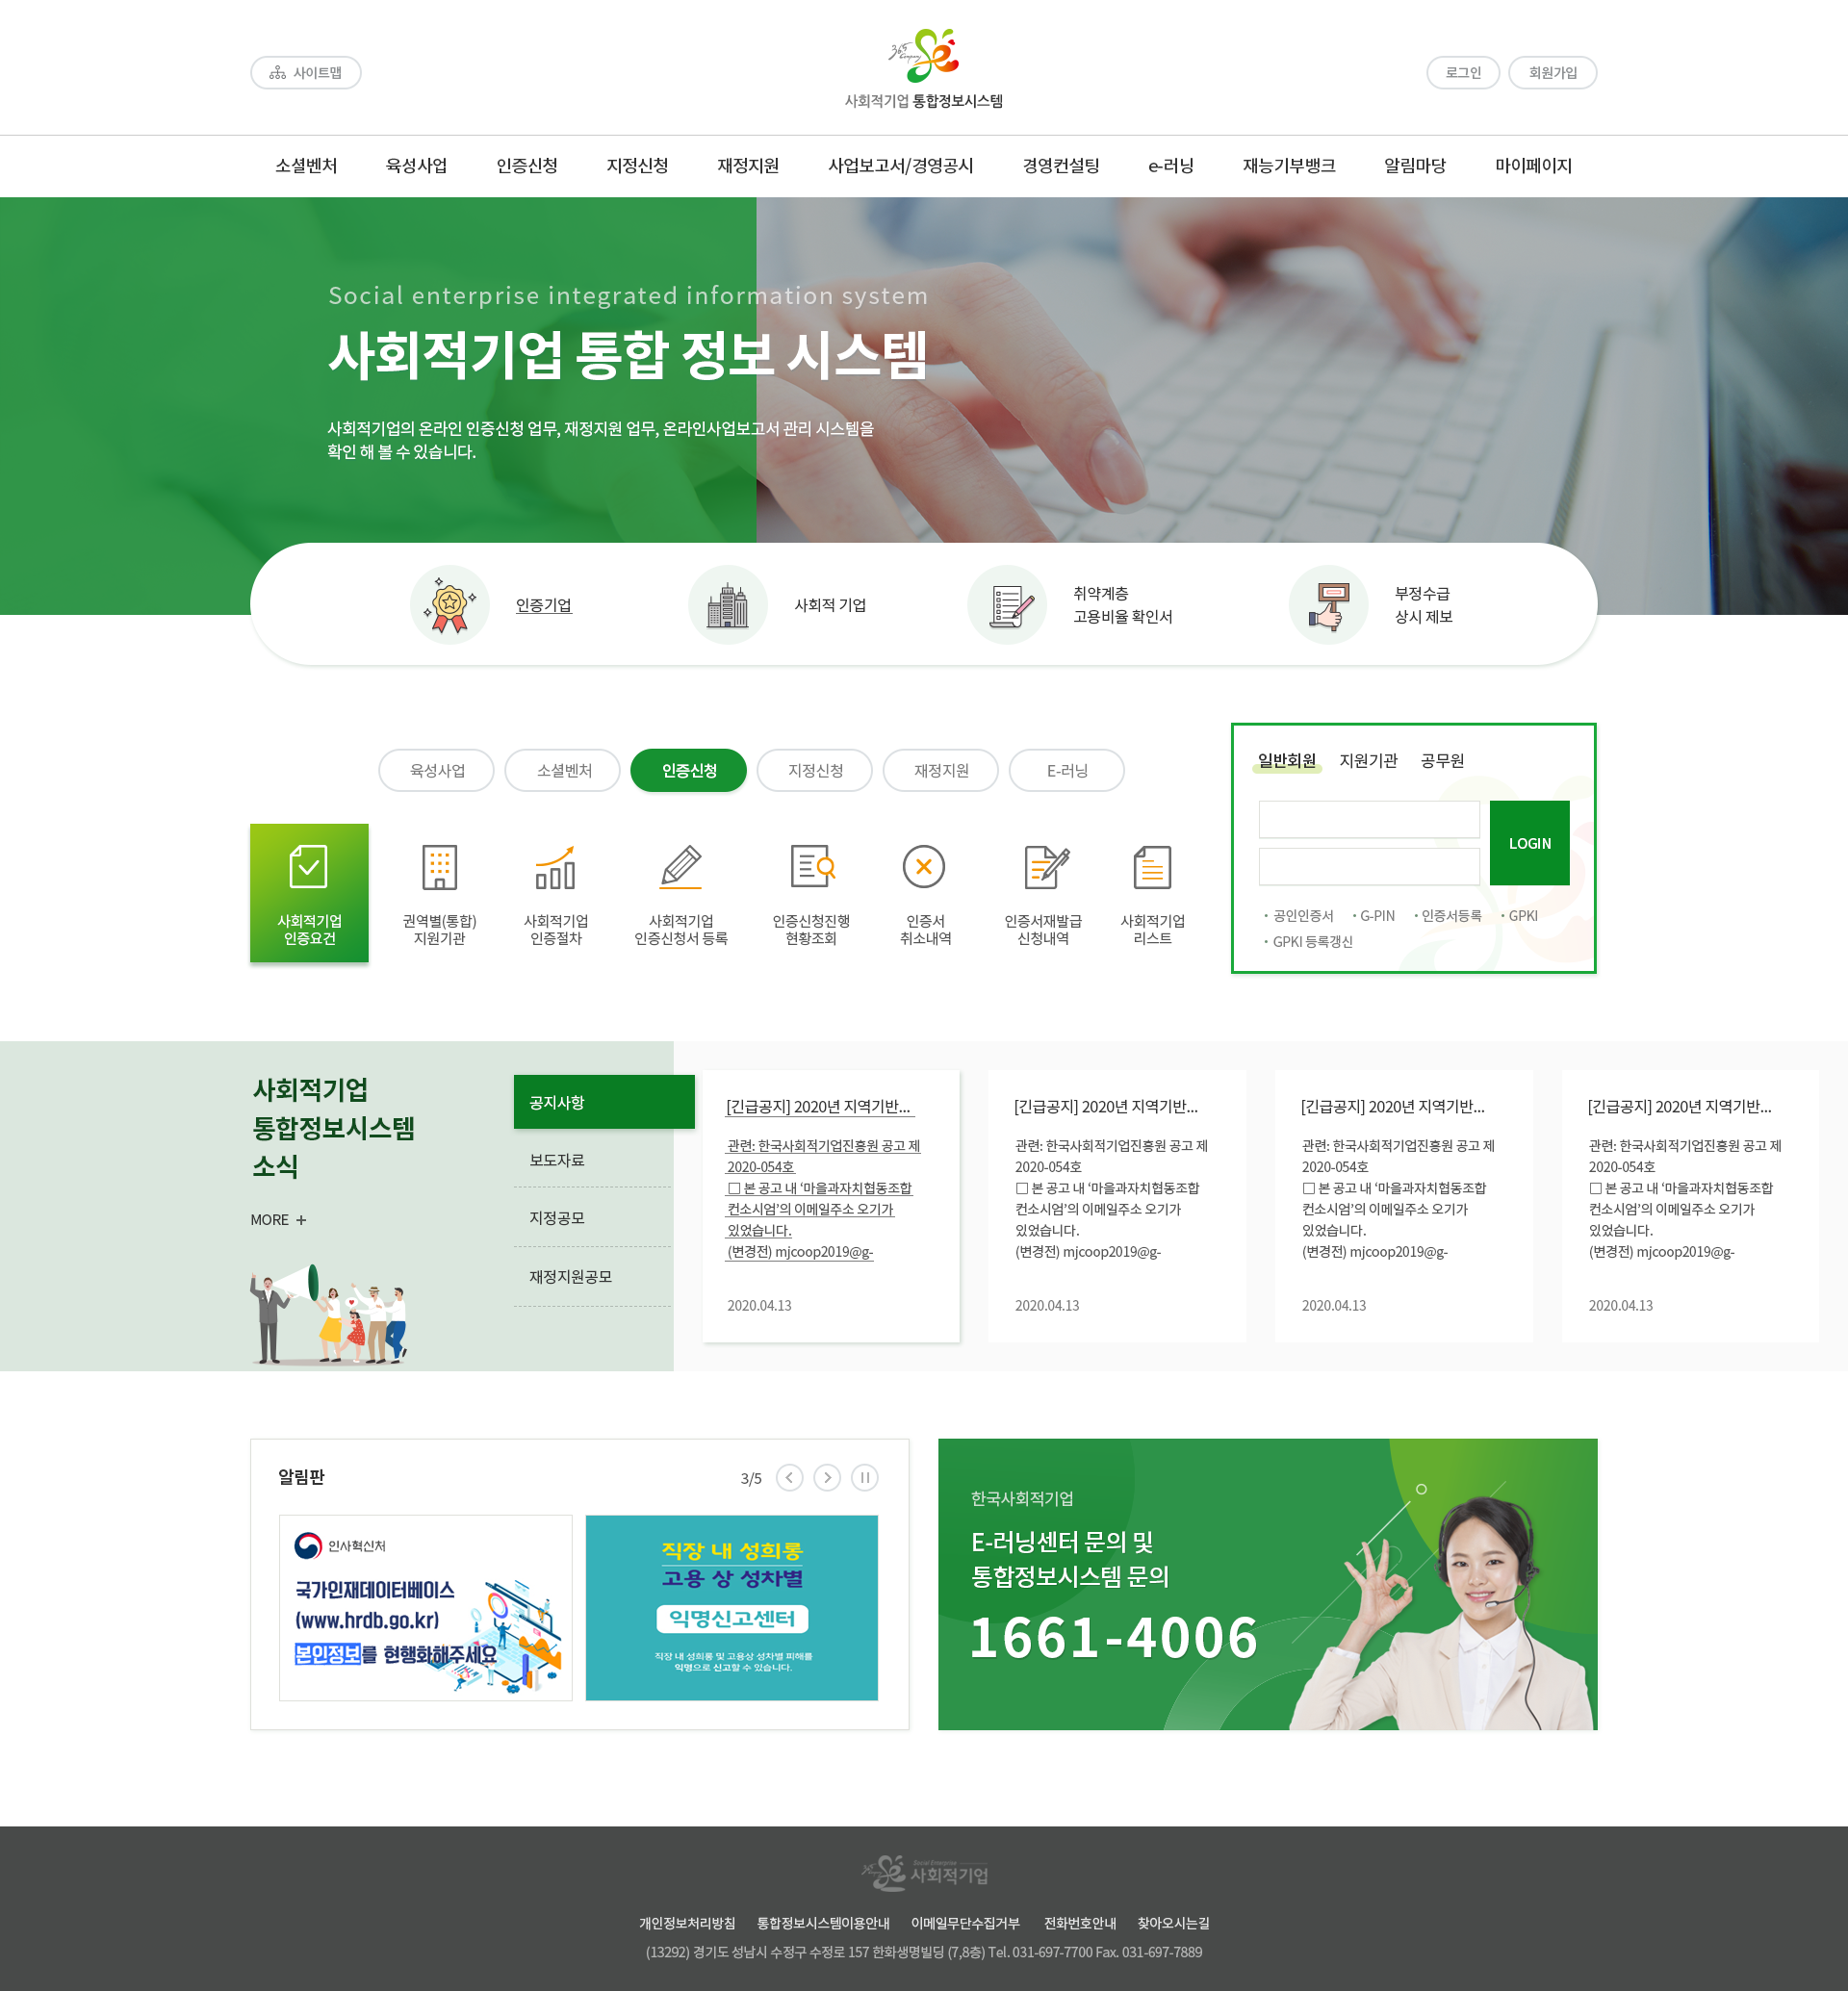 사이트맵
365
Company
사회적기업 통합정보시스템
로그인
회원가입
소셜벤처
육성사업
인증신청
지정신청
재정지원
사업보고서/경영공시
경영컨설팅
e-러닝
재능기부뱅크
알림마당
마이페이지
Social enterprise integrated information system
사회적기업 통합 정보 시스템
사회적기업의 온라인 인증신청 업무, 재정지원 업무, 온라인사업보고서 관리 시스템을
확인 해 볼 수 있습니다.
인증기업
사회적 기업
취약계층
고용비율 확인서
부정수급
상시 제보
육성사업
소셜벤처
인증신청
지정신청
재정지원
E-러닝
사회적기업
인증요건
권역별(통합)
지원기관
사회적기업
인증절차
사회적기업
인증신청서 등록
인증신청진행
현황조회
인증서
취소내역
인증서재발급
신청내역
사회적기업
리스트
일반회원
지원기관
공무원
LOGIN
· 공인인증서
· G-PIN
· 인증서등록
· GPKI
· GPKI 등록갱신
사회적기업
통합정보시스템
소식
MORE +
공지사항
보도자료
지정공모
재정지원공모
[긴급공지] 2020년 지역기반...
관련: 한국사회적기업진흥원 공고 제
2020-054호
□ 본 공고 내 ‘마을과자치협동조합
컨소시엄’의 이메일주소 오기가
있었습니다.
(변경전) mjcoop2019@g-
2020.04.13
[긴급공지] 2020년 지역기반...
관련: 한국사회적기업진흥원 공고 제
2020-054호
□ 본 공고 내 ‘마을과자치협동조합
컨소시엄’의 이메일주소 오기가
있었습니다.
(변경전) mjcoop2019@g-
2020.04.13
[긴급공지] 2020년 지역기반...
관련: 한국사회적기업진흥원 공고 제
2020-054호
□ 본 공고 내 ‘마을과자치협동조합
컨소시엄’의 이메일주소 오기가
있었습니다.
(변경전) mjcoop2019@g-
2020.04.13
[긴급공지] 2020년 지역기반...
관련: 한국사회적기업진흥원 공고 제
2020-054호
□ 본 공고 내 ‘마을과자치협동조합
컨소시엄’의 이메일주소 오기가
있었습니다.
(변경전) mjcoop2019@g-
2020.04.13
알림판
3/5
인사혁신처
국가인재데이터베이스
(www.hrdb.go.kr)
본인정보를 현행화해주세요
직장 내 성희롱
고용 상 성차별
익명신고센터
직장 내 성희롱 및 고용상 성차별 피해를
익명으로 신고할 수 있습니다.
한국사회적기업
E-러닝센터 문의 및
통합정보시스템 문의
1661-4006
Social Enterprise
사회적기업
개인정보처리방침
통합정보시스템이용안내
이메일무단수집거부
전화번호안내
찾아오시는길
(13292) 경기도 성남시 수정구 수정로 157 한화생명빌딩 (7,8층) Tel. 031-697-7700 Fax. 031-697-7889